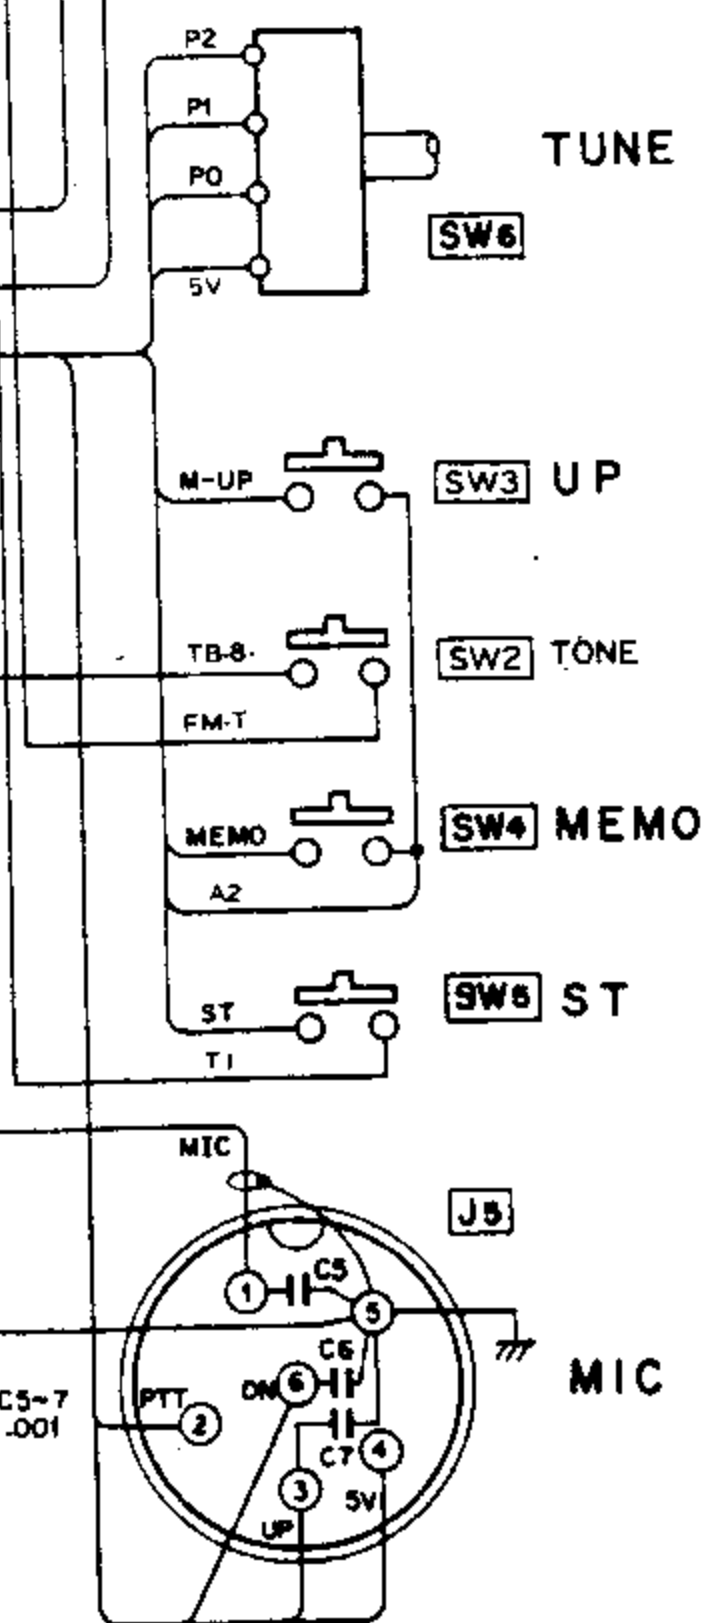 P2
P1
TUNE
P0
SW6
5V
M-UP
SW3 UP
TB-8
SW2 TONE
FM-T
MEMO
SW4 MEMO
A2
ST
SW5 ST
T1
MIC
J5
1
C5
5
C6
MIC
DN
6
C5~7
.001
PTT
2
C7
4
3
5V
UP